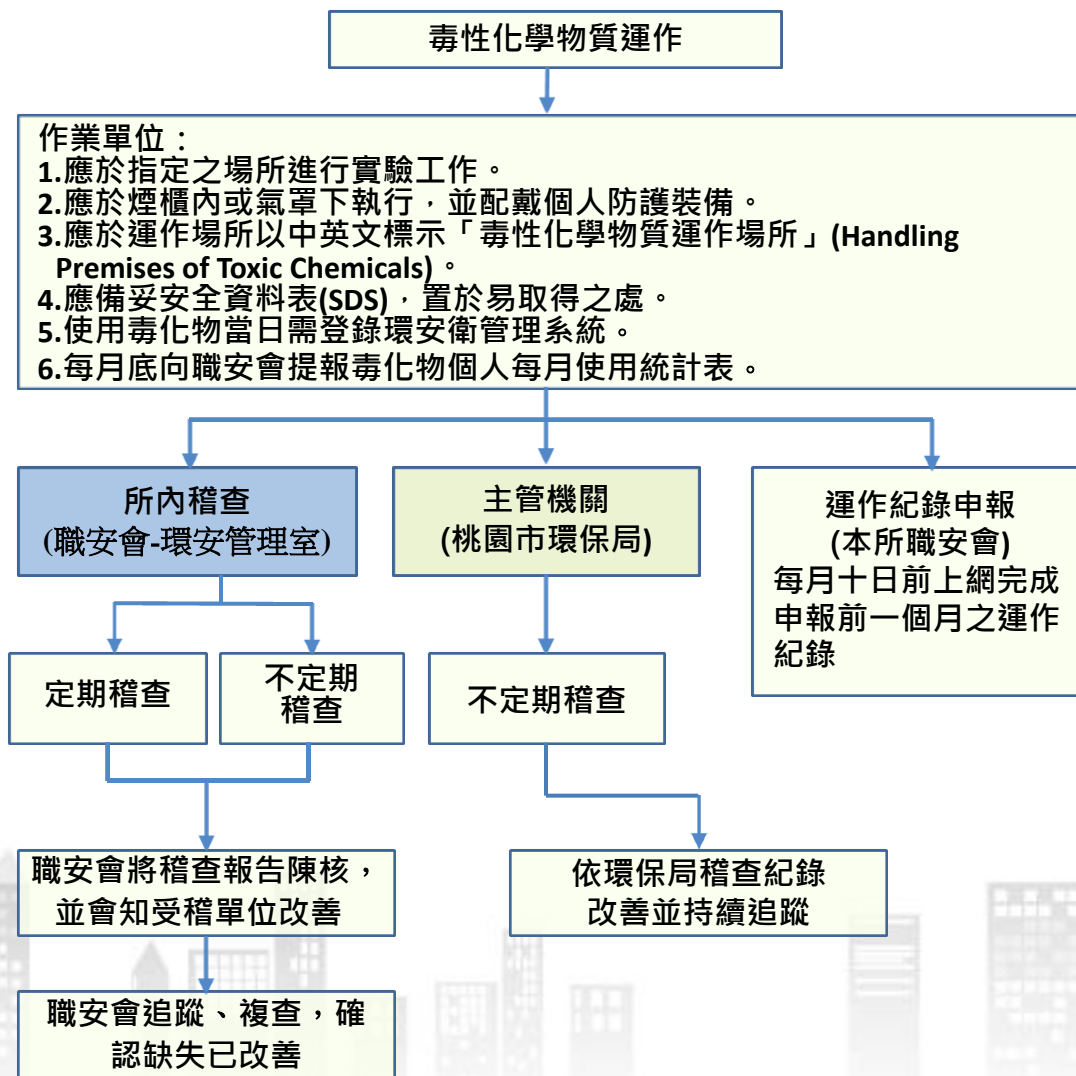 毒性化學物質運作
作業單位：
1.應於指定之場所進行實驗工作。
2.應於煙櫃內或氣罩下執行，並配戴個人防護裝備。
3.應於運作場所以中英文標示「毒性化學物質運作場所」(Handling
Premises of Toxic Chemicals)。
4.應備妥安全資料表(SDS)，置於易取得之處。
5.使用毒化物當日需登錄環安衛管理系統。
6.每月底向職安會提報毒化物個人每月使用統計表。
所內稽查
(職安會-環安管理室)
主管機關
(桃園市環保局)
運作紀錄申報
(本所職安會)
每月十日前上網完成
申報前一個月之運作
紀錄
定期稽查
不定期
稽查
不定期稽查
職安會將稽查報告陳核，
並會知受稽單位改善
依環保局稽查紀錄
改善並持續追蹤
職安會追蹤、複查，確
認缺失已改善